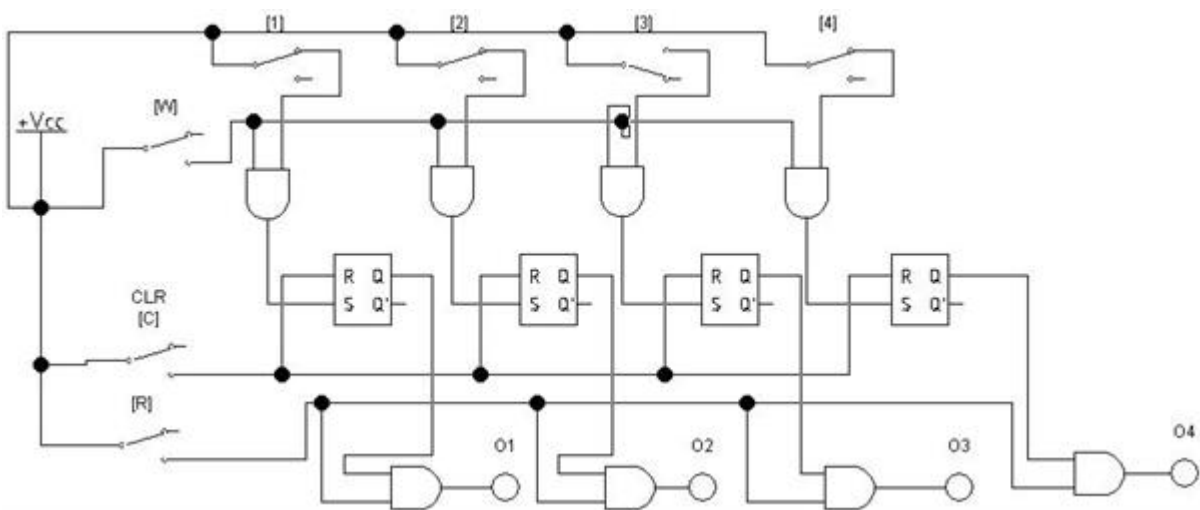 [1] [2] [3] [4]
[W]
+Vcc
R Q R Q R Q R Q
S Q' S Q' S Q' S Q'
CLR
[C]
[R]
O1 O2 O3 O4